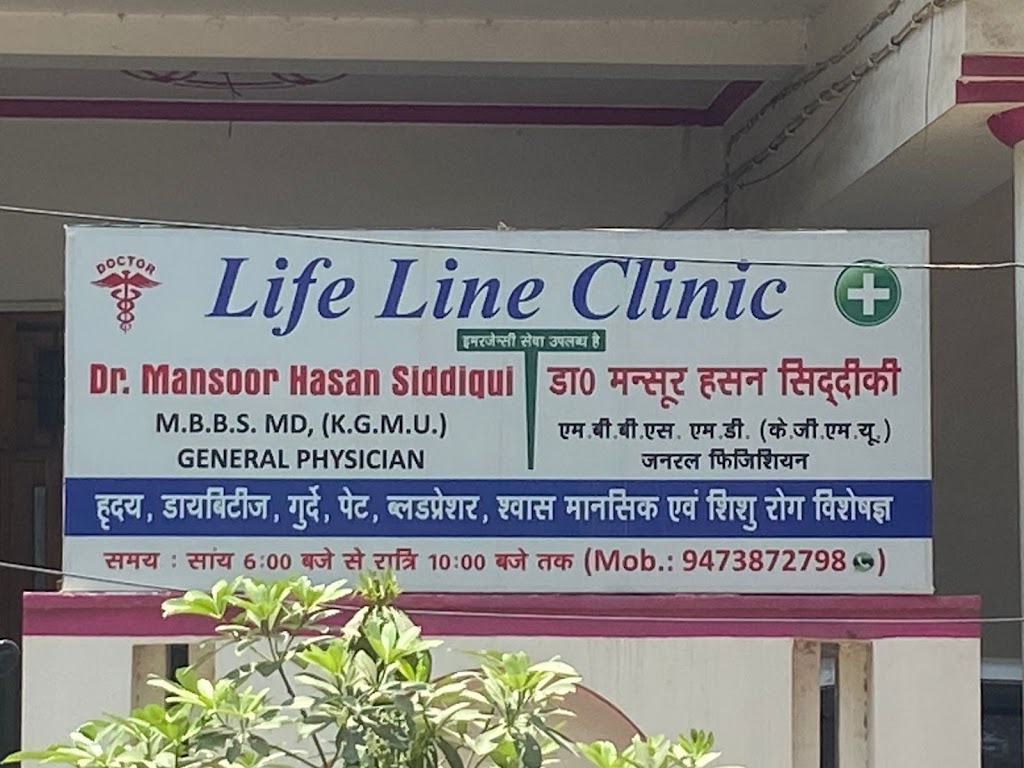 DOCTOR
Life Line Clinic
इमरजेन्सी सेवा उपलब्ध है
Dr. Mansoor Hasan Siddiqui
M.B.B.S. MD, (K.G.M.U.)
GENERAL PHYSICIAN
डा0 मन्सूर हसन सिद्दीकी
एम.बी.बी.एस. एम.डी. (के.जी.एम.यू.)
जनरल फिजिशियन
हृदय, डायबिटीज, गुर्दे, पेट, ब्लडप्रेशर, श्वास मानसिक एवं शिशु रोग विशेषज्ञ
समय : सांय 6:00 बजे से रात्रि 10:00 बजे तक (Mob.: 9473872798)